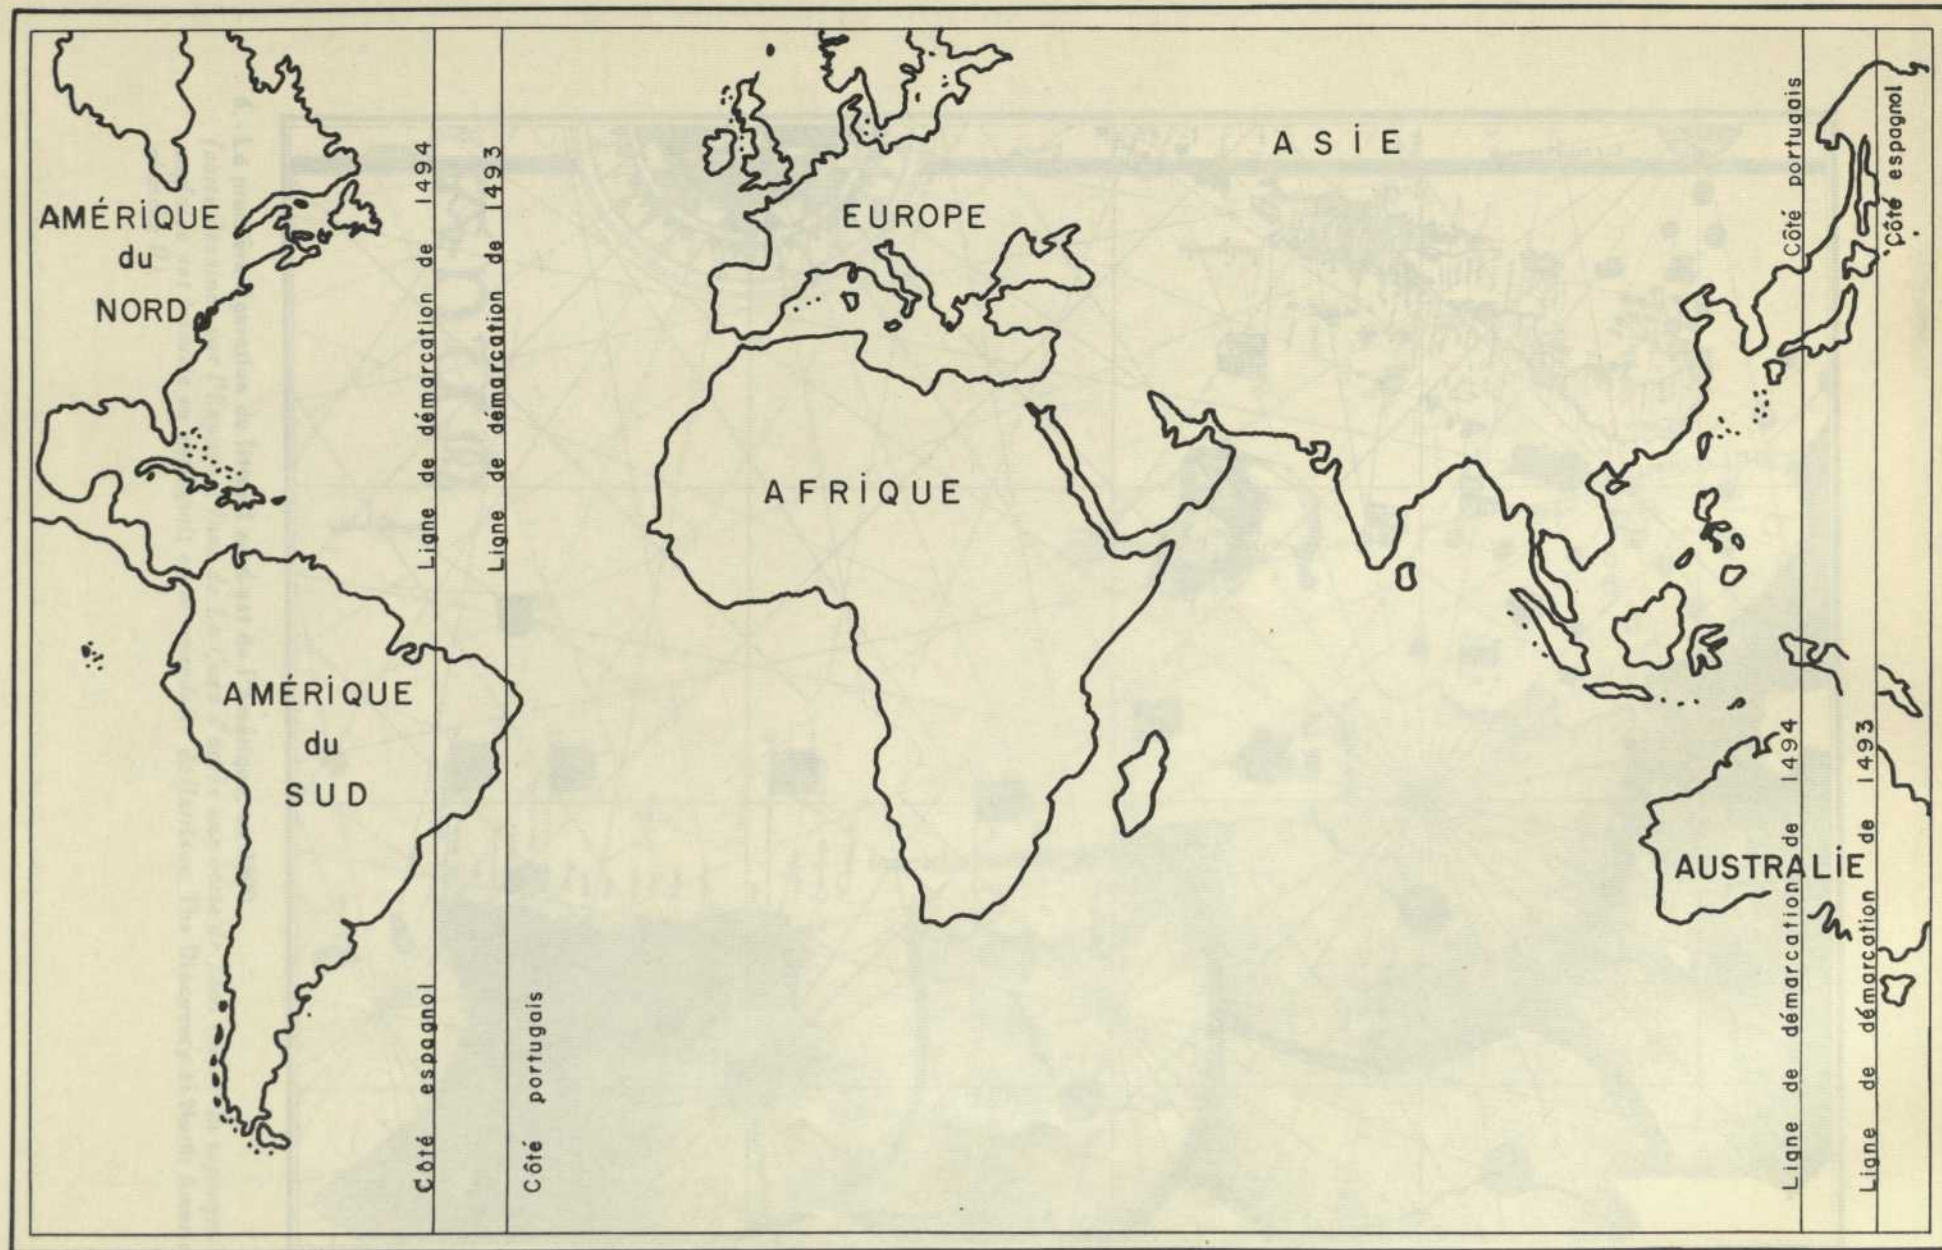 AMÉRiQUE
du
NORD
AMÉRiQUE
du
SUD
Ligne de démarcation de 1494
Ligne de démarcation de 1493
Côté espagnol
Côté portugais
EUROPE
AFRiQUE
ASiE
Côté portugais
Côté espagnol
AUSTRALiE
Ligne de démarcation de 1494
Ligne de démarcation de 1493